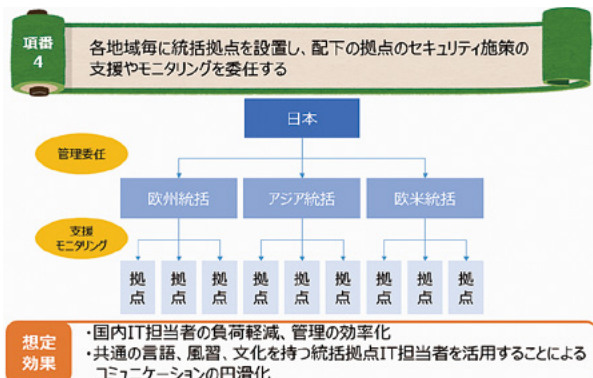 項番
4
各地域毎に統括拠点を設置し、配下の拠点のセキュリティ施策の
支援やモニタリングを委任する
日本
管理委任
欧州統括
アジア統括
欧米統括
支援
モニタリング
拠点
拠点
拠点
拠点
拠点
拠点
拠点
拠点
拠点
想定
効果
・国内IT担当者の負荷軽減、管理の効率化
・共通の言語、風習、文化を持つ統括拠点IT担当者を活用することによる
コミュニケーションの円滑化